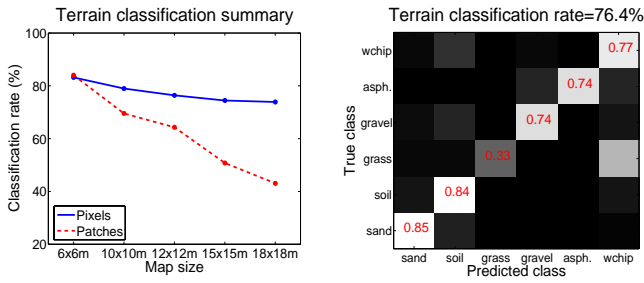 Terrain classification summary
Classification rate (%)
100
80
60
40
20
Pixels
Patches
6x6m 10x10m 12x12m 15x15m 18x18m
Map size
Terrain classification rate=76.4%
True class
wchip
asph.
gravel
grass
soil
sand
0.77
0.74
0.74
0.33
0.84
0.85
sand soil grass gravel asph. wchip
Predicted class